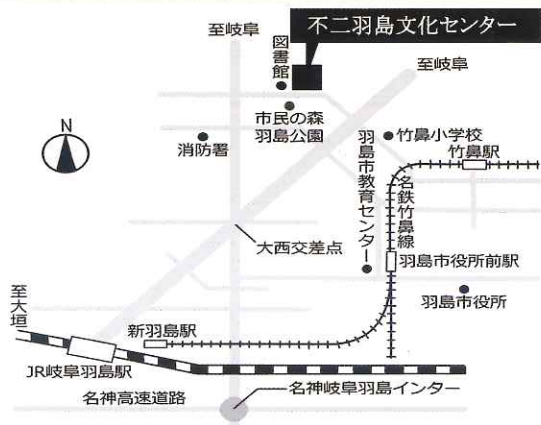 不二羽島文化センター
至岐阜
図書館
至岐阜
市民の森
羽島公園
N
消防署
竹鼻小学校
竹鼻駅
羽島市教育センター
名鉄竹鼻線
大西交差点
羽島市役所前駅
至大垣
羽島市役所
新羽島駅
JR岐阜羽島駅
名神高速道路
名神岐阜羽島インター